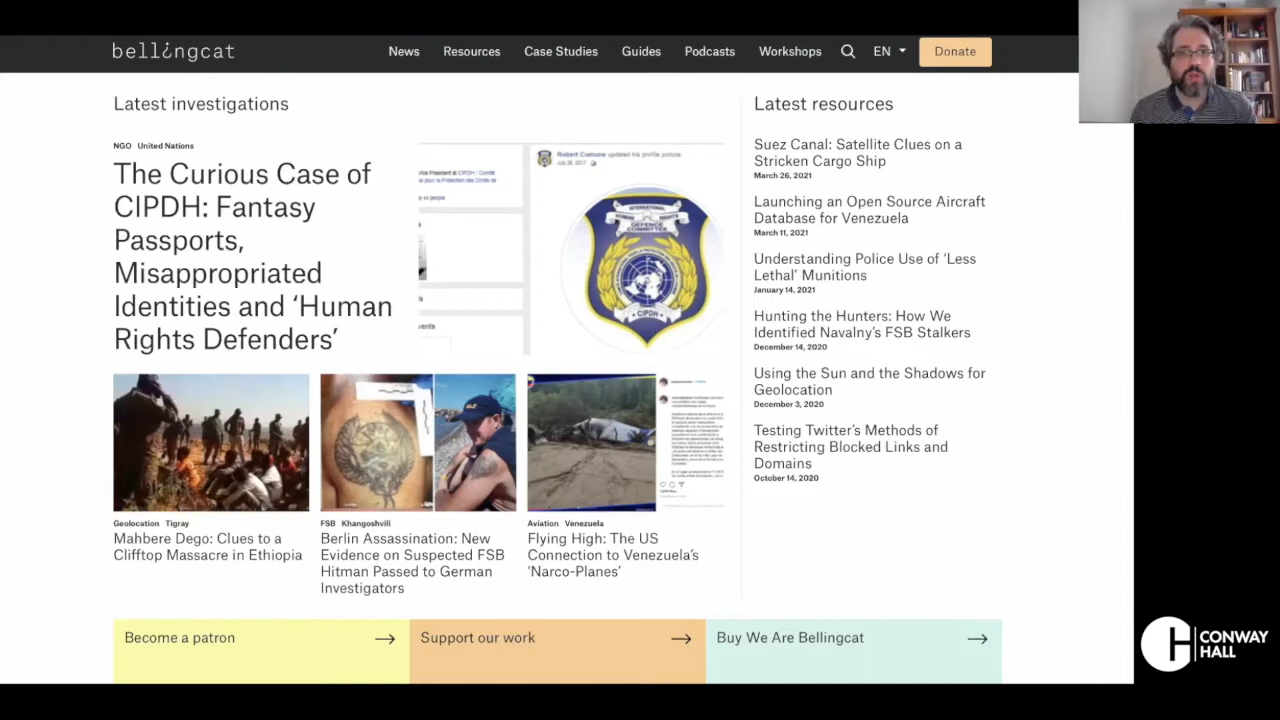 bellingcat
News Resources Case Studies Guides Podcasts Workshops EN Donate
Latest investigations
NGO United Nations
The Curious Case of
CIPDH: Fantasy
Passports,
Misappropriated
Identities and ‘Human
Rights Defenders’
Robert Comune updated his profile picture.
INTERNATIONAL
HUMAN RIGHTS
DEFENCE
COMMITTEE
CIPDH
Geolocation Tigray
Mahbere Dego: Clues to a
Clifftop Massacre in Ethiopia
FSB Khangoshvili
Berlin Assassination: New
Evidence on Suspected FSB
Hitman Passed to German
Investigators
Aviation Venezuela
Flying High: The US
Connection to Venezuela’s
‘Narco-Planes’
Latest resources
Suez Canal: Satellite Clues on a
Stricken Cargo Ship
March 26, 2021
Launching an Open Source Aircraft
Database for Venezuela
March 11, 2021
Understanding Police Use of ‘Less
Lethal’ Munitions
January 14, 2021
Hunting the Hunters: How We
Identified Navalny’s FSB Stalkers
December 14, 2020
Using the Sun and the Shadows for
Geolocation
December 3, 2020
Testing Twitter’s Methods of
Restricting Blocked Links and
Domains
October 14, 2020
Become a patron
Support our work
Buy We Are Bellingcat
CONWAY
HALL